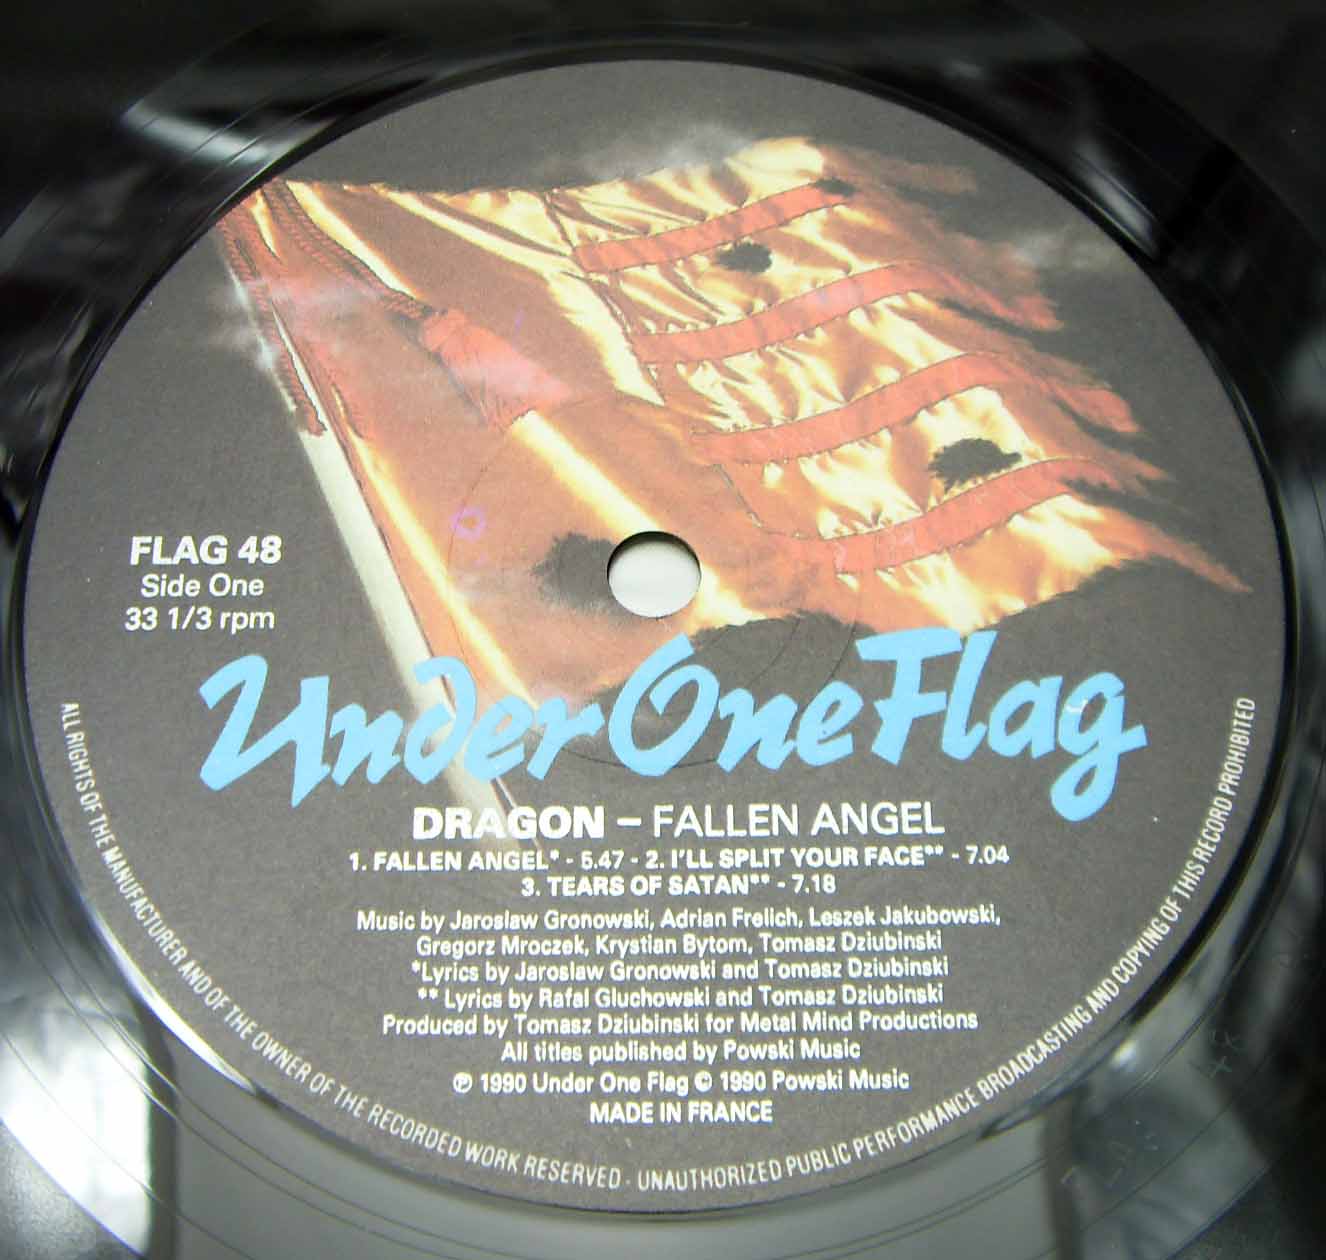 FLAG 48
Side One
33 1/3 rpm
Under One Flag
DRAGON – FALLEN ANGEL
1. FALLEN ANGEL* - 5.47 - 2. I'LL SPLIT YOUR FACE** - 7.04
3. TEARS OF SATAN** - 7.18
Music by Jaroslaw Gronowski, Adrian Frelich, Leszek Jakubowski,
Gregorz Mroczek, Krystian Bytom, Tomasz Dziubinski
*Lyrics by Jaroslaw Gronowski and Tomasz Dziubinski
** Lyrics by Rafal Gluchowski and Tomasz Dziubinski
Produced by Tomasz Dziubinski for Metal Mind Productions
All titles published by Powski Music
℗ 1990 Under One Flag © 1990 Powski Music
MADE IN FRANCE
ALL RIGHTS OF THE MANUFACTURER AND OF THE OWNER OF THE RECORDED WORK RESERVED - UNAUTHORIZED PUBLIC PERFORMANCE BROADCASTING AND COPYING OF THIS RECORD PROHIBITED